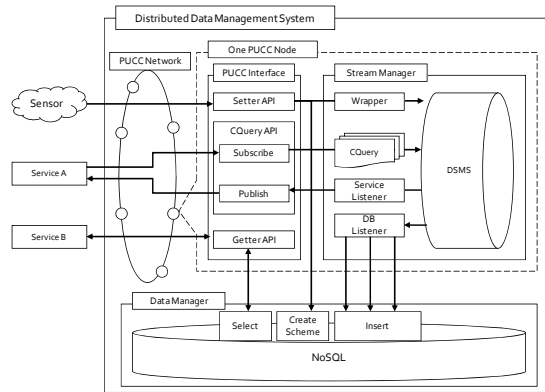 Distributed Data Management System
One PUCC Node
PUCC Network
PUCC Interface
Stream Manager
Sensor
Setter API
Wrapper
CQuery API
Service A
Subscribe
CQuery
DSMS
Publish
Service
Listener
Service B
Getter API
DB
Listener
Data Manager
Select
Create
Scheme
Insert
NoSQL